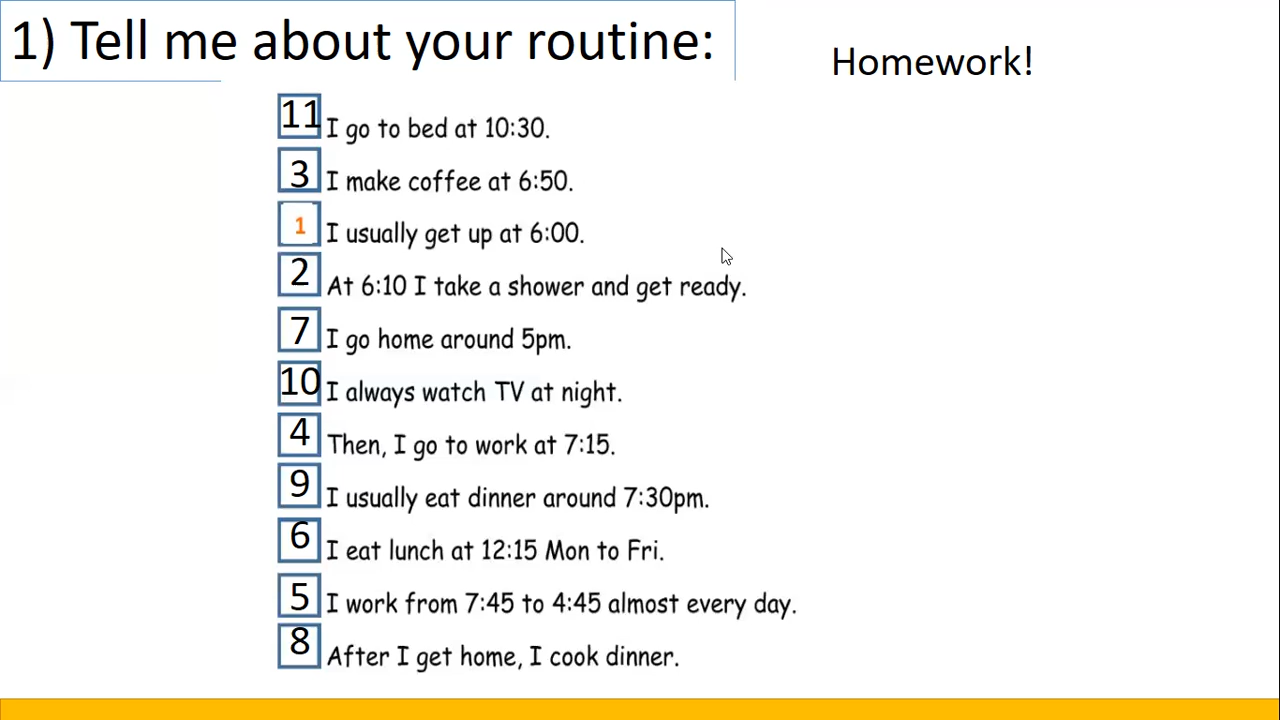 1) Tell me about your routine:
Homework!
11 I go to bed at 10:30.
3 I make coffee at 6:50.
1 I usually get up at 6:00.
2 At 6:10 I take a shower and get ready.
7 I go home around 5pm.
10 I always watch TV at night.
4 Then, I go to work at 7:15.
9 I usually eat dinner around 7:30pm.
6 I eat lunch at 12:15 Mon to Fri.
5 I work from 7:45 to 4:45 almost every day.
8 After I get home, I cook dinner.